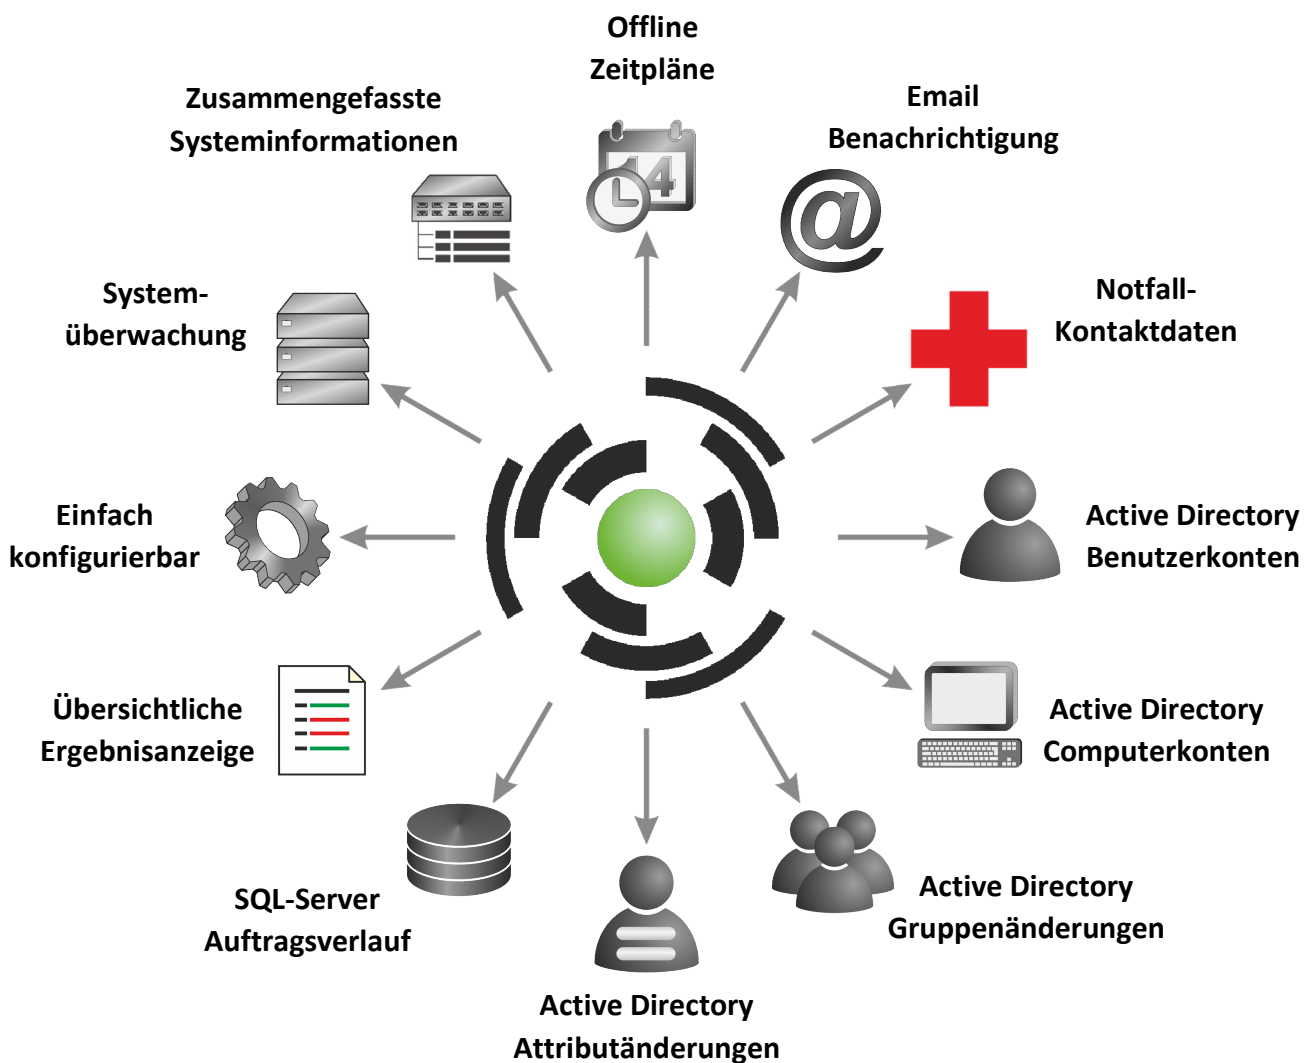 Offline
Zeitpläne
14
Email
Benachrichtigung
Notfall-
Kontaktdaten
Active Directory
Benutzerkonten
Active Directory
Computerkonten
Active Directory
Gruppenänderungen
Active Directory
Attributänderungen
SQL-Server
Auftragsverlauf
Übersichtliche
Ergebnisanzeige
Einfach
konfigurierbar
System-
überwachung
Zusammengefasste
Systeminformationen